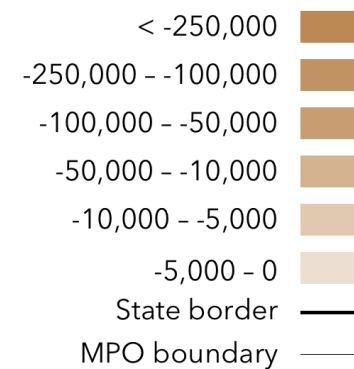 < -250,000
-250,000 – -100,000
-100,000 – -50,000
-50,000 – -10,000
-10,000 – -5,000
-5,000 – 0
State border
MPO boundary